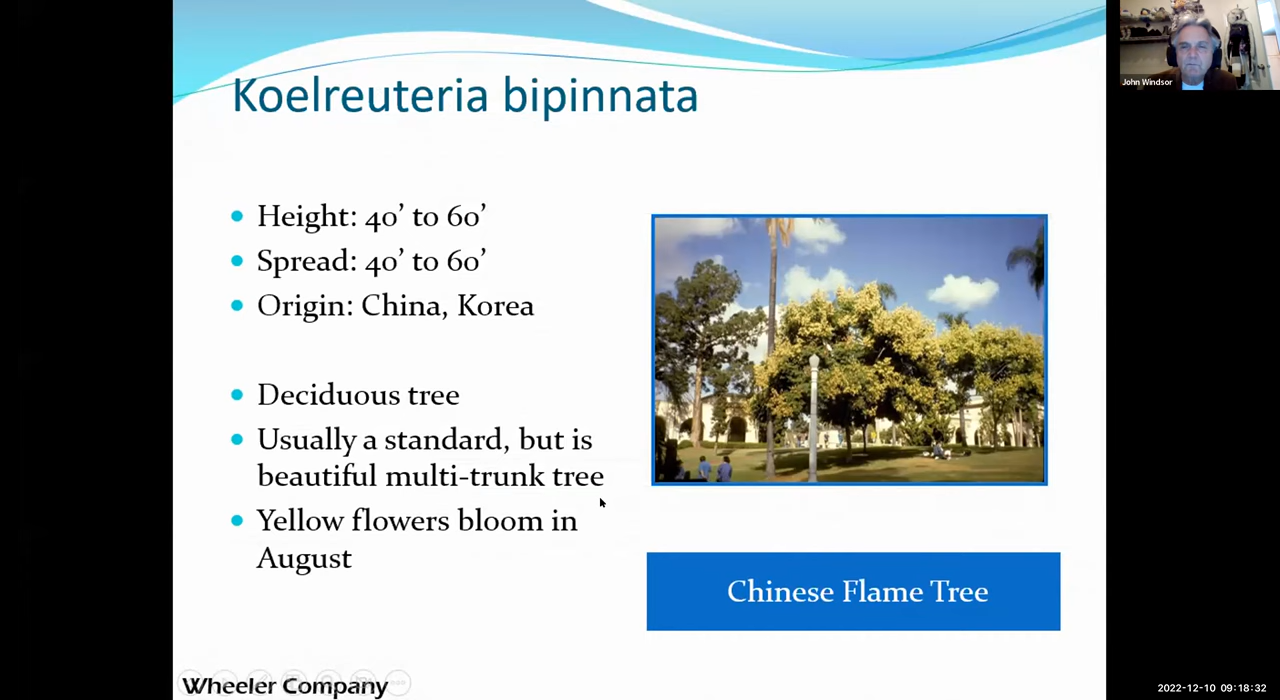 Koelreuteria bipinnata
Height: 40’ to 60’
Spread: 40’ to 60’
Origin: China, Korea
Deciduous tree
Usually a standard, but is
beautiful multi-trunk tree
Yellow flowers bloom in
August
Chinese Flame Tree
Wheeler Company
John Windsor
2022-12-10 09:18:32